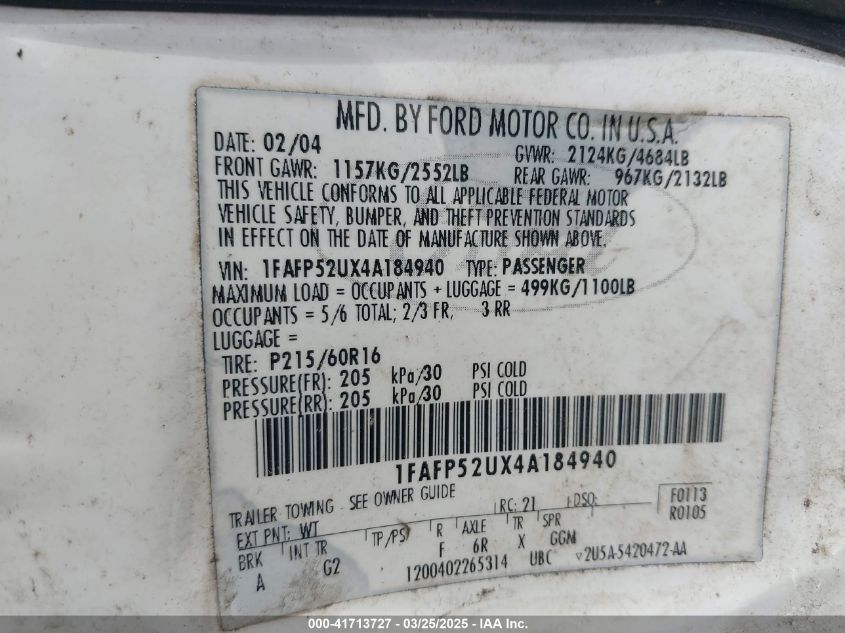 MFD. BY FORD MOTOR CO. IN U.S.A.
DATE: 02/04 GVWR: 2124KG/4684LB
FRONT GAWR: 1157KG/2552LB REAR GAWR: 967KG/2132LB
THIS VEHICLE CONFORMS TO ALL APPLICABLE FEDERAL MOTOR
VEHICLE SAFETY, BUMPER, AND THEFT PREVENTION STANDARDS
IN EFFECT ON THE DATE OF MANUFACTURE SHOWN ABOVE.
VIN: 1FAFP52UX4A184940 TYPE: PASSENGER
MAXIMUM LOAD = OCCUPANTS + LUGGAGE = 499KG/1100LB
OCCUPANTS = 5/6 TOTAL; 2/3 FR, 3 RR
LUGGAGE =
TIRE: P215/60R16
PRESSURE(FR): 205 kPa/30 PSI COLD
PRESSURE(RR): 205 kPa/30 PSI COLD
1FAFP52UX4A184940
TRAILER TOWING - SEE OWNER GUIDE
EXT PNT: WT RC: 21 DSO: F0113
R0105
BRK INT TR TP/PS R AXLE TR SPR
A G2 F 6R X GGM
1200402265314 UBC 2U5A-5420472-AA
000-41713727 - 03/25/2025 - IAA Inc.